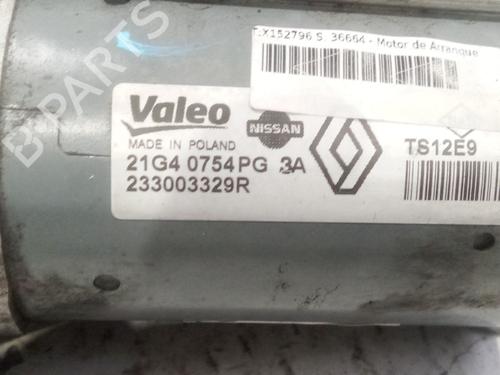 .X152796 S. 36664 - Motor de Arranque
Valeo
NISSAN
MADE IN POLAND
TS12E9
21G4 0754PG 3A
233003329R
B-PARTS